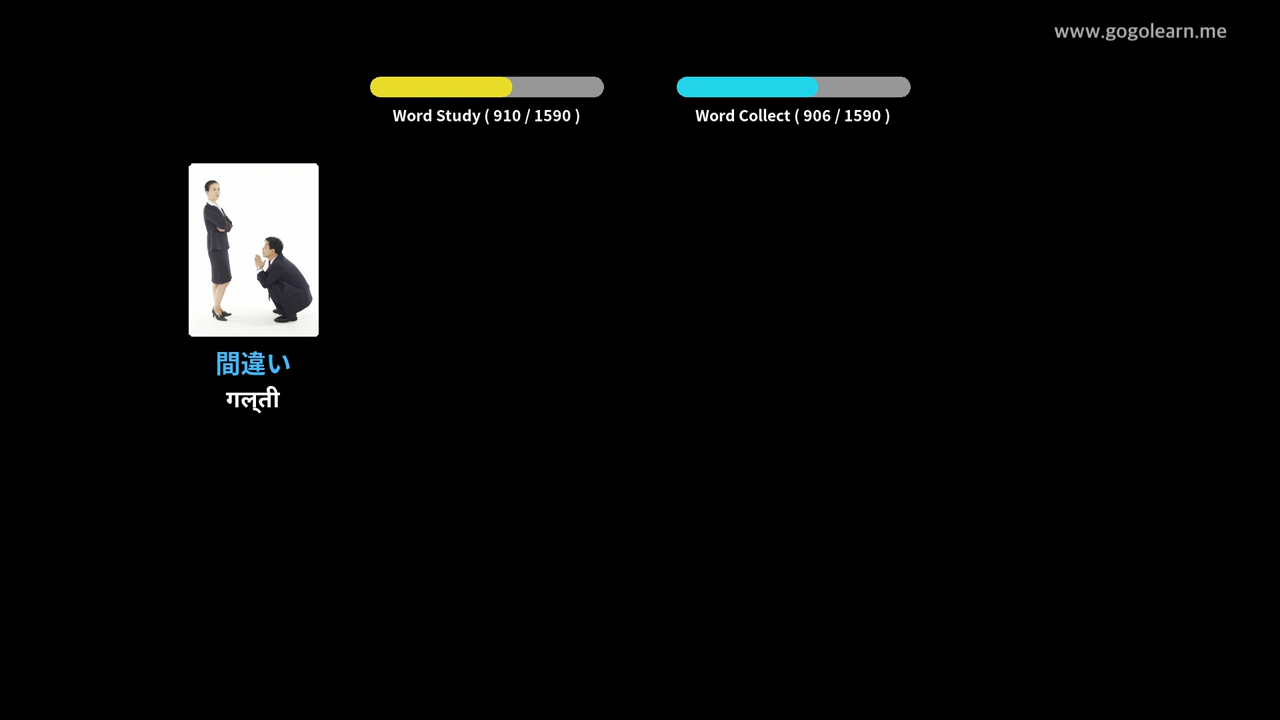 www.gogolearn.me
Word Study ( 910 / 1590 )
Word Collect ( 906 / 1590 )
間違い
गल्ती